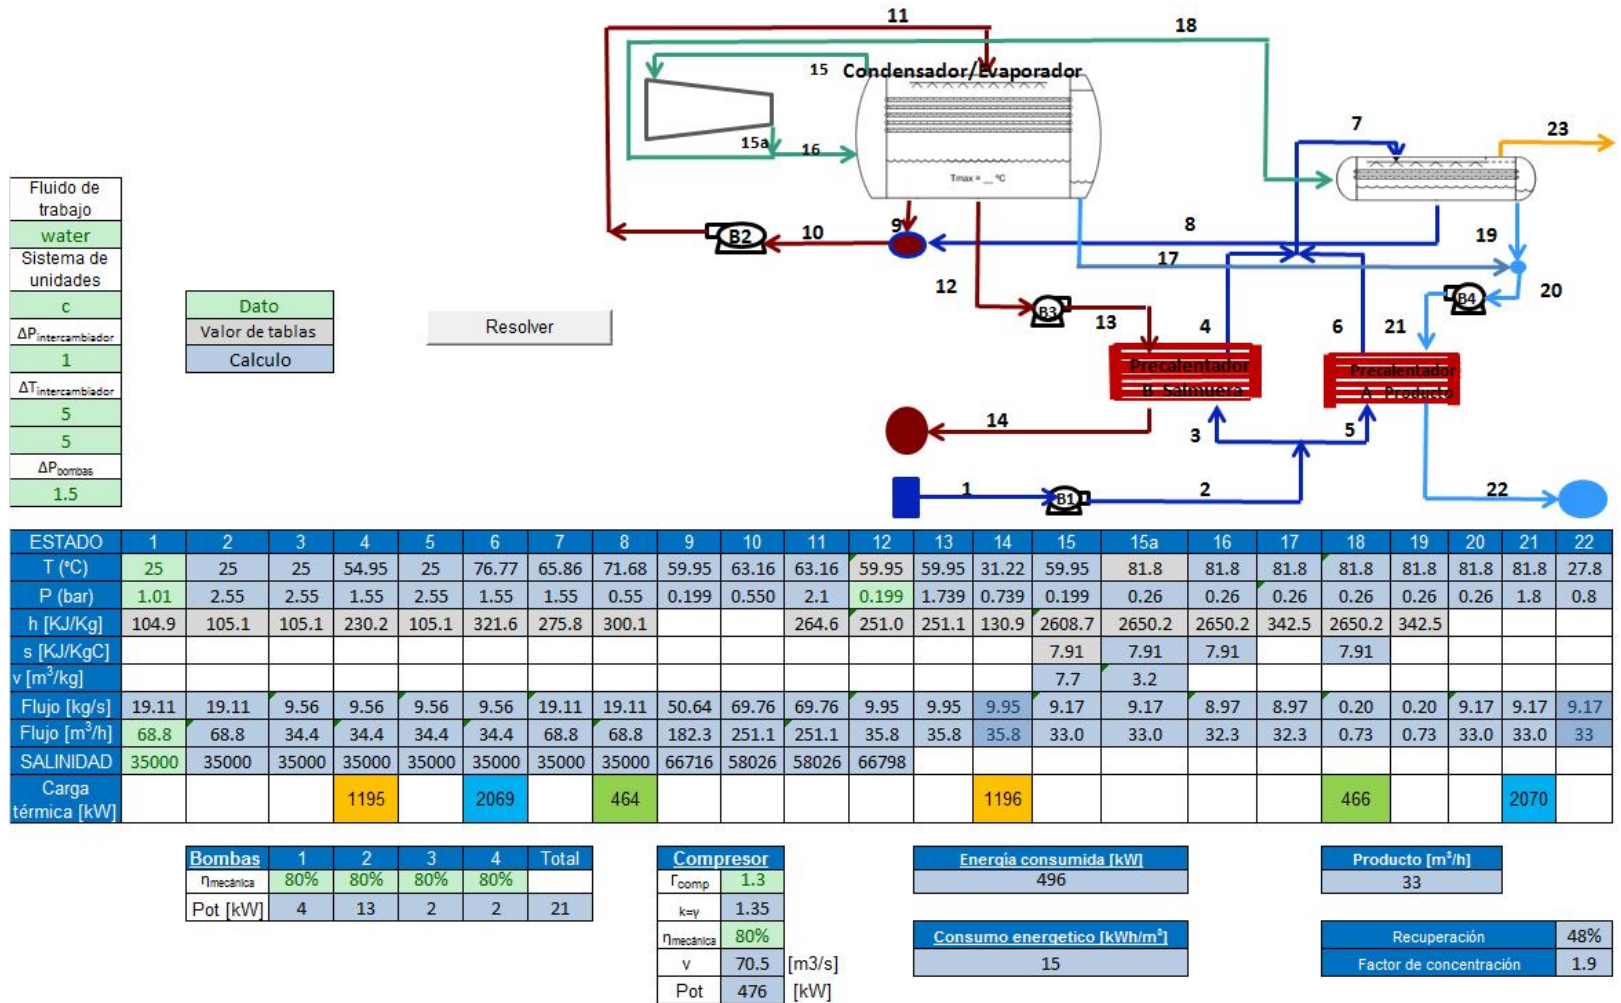 11
18
15 Condensador/Evaporador
7
23
15a 16
Tmax = __ °C
Fluido de
trabajo
water
Sistema de
unidades
c
ΔPintercambiador
1
ΔTintercambiador
5
5
ΔPbombas
1.5
Dato
Valor de tablas
Calculo
Resolver
B2 10 9 8 19
17
12 20
B3 13 4 6 21 B4
Precalentador
B Salmuera
Precalentador
A Producto
14 3 5
1 B1 2 22
ESTADO 1 2 3 4 5 6 7 8 9 10 11 12 13 14 15 15a 16 17 18 19 20 21 22
T (°C) 25 25 25 54.95 25 76.77 65.86 71.68 59.95 63.16 63.16 59.95 59.95 31.22 59.95 81.8 81.8 81.8 81.8 81.8 81.8 81.8 27.8
P (bar) 1.01 2.55 2.55 1.55 2.55 1.55 1.55 0.55 0.199 0.550 2.1 0.199 1.739 0.739 0.199 0.26 0.26 0.26 0.26 0.26 0.26 1.8 0.8
h [KJ/Kg] 104.9 105.1 105.1 230.2 105.1 321.6 275.8 300.1 264.6 251.0 251.1 130.9 2608.7 2650.2 2650.2 342.5 2650.2 342.5
s [KJ/KgC] 7.91 7.91 7.91 7.91
v [m³/kg] 7.7 3.2
Flujo [kg/s] 19.11 19.11 9.56 9.56 9.56 9.56 19.11 19.11 50.64 69.76 69.76 9.95 9.95 9.95 9.17 9.17 8.97 8.97 0.20 0.20 9.17 9.17 9.17
Flujo [m³/h] 68.8 68.8 34.4 34.4 34.4 34.4 68.8 68.8 182.3 251.1 251.1 35.8 35.8 35.8 33.0 33.0 32.3 32.3 0.73 0.73 33.0 33.0 33
SALINIDAD 35000 35000 35000 35000 35000 35000 35000 35000 66716 58026 58026 66798
Carga
térmica [kW] 1195 2069 464 1196 466 2070
Bombas 1 2 3 4 Total
ηmecánica 80% 80% 80% 80%
Pot [kW] 4 13 2 2 21
Compresor
Γcomp 1.3
k=γ 1.35
ηmecánica 80%
v 70.5 [m3/s]
Pot 476 [kW]
Energía consumida [kW]
496
Consumo energetico [kWh/m³]
15
Producto [m³/h]
33
Recuperación 48%
Factor de concentración 1.9